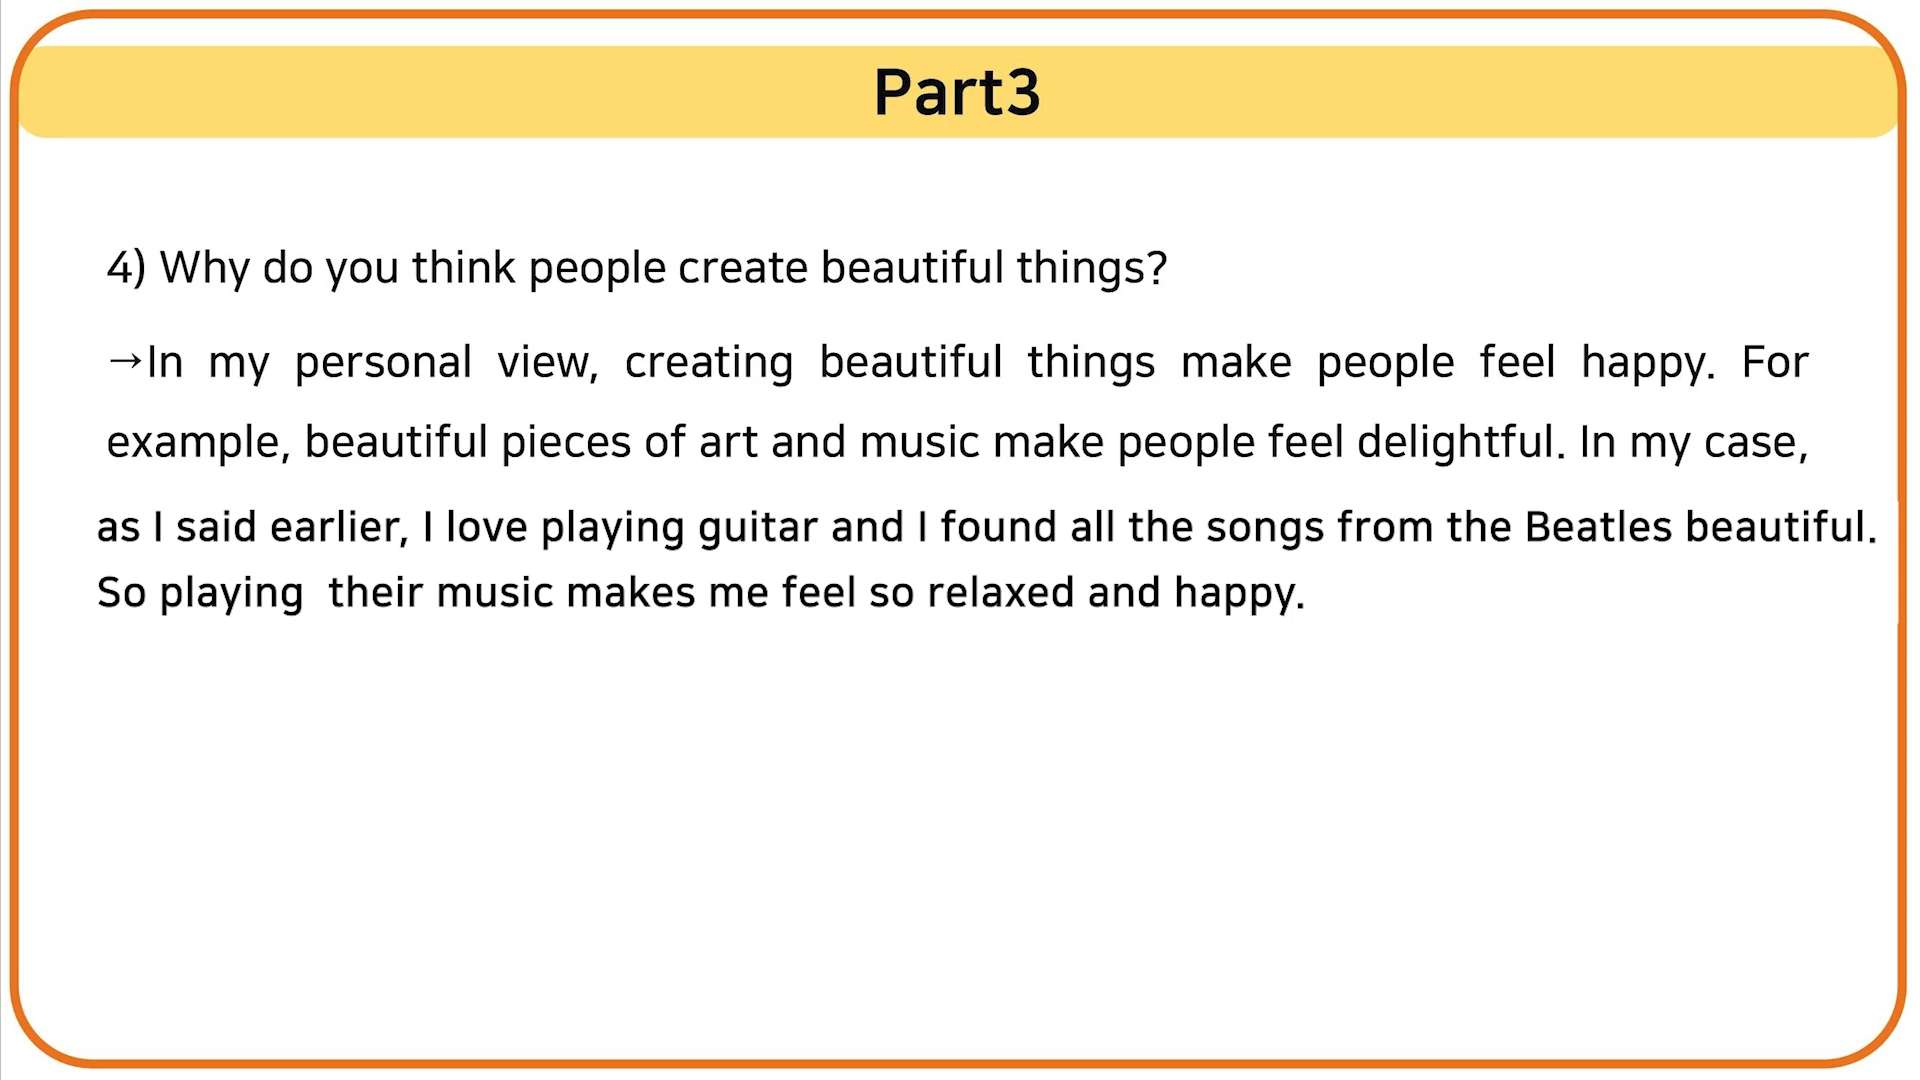 Part3
4) Why do you think people create beautiful things?
→In my personal view, creating beautiful things make people feel happy. For
example, beautiful pieces of art and music make people feel delightful. In my case,
as I said earlier, I love playing guitar and I found all the songs from the Beatles beautiful.
So playing  their music makes me feel so relaxed and happy.